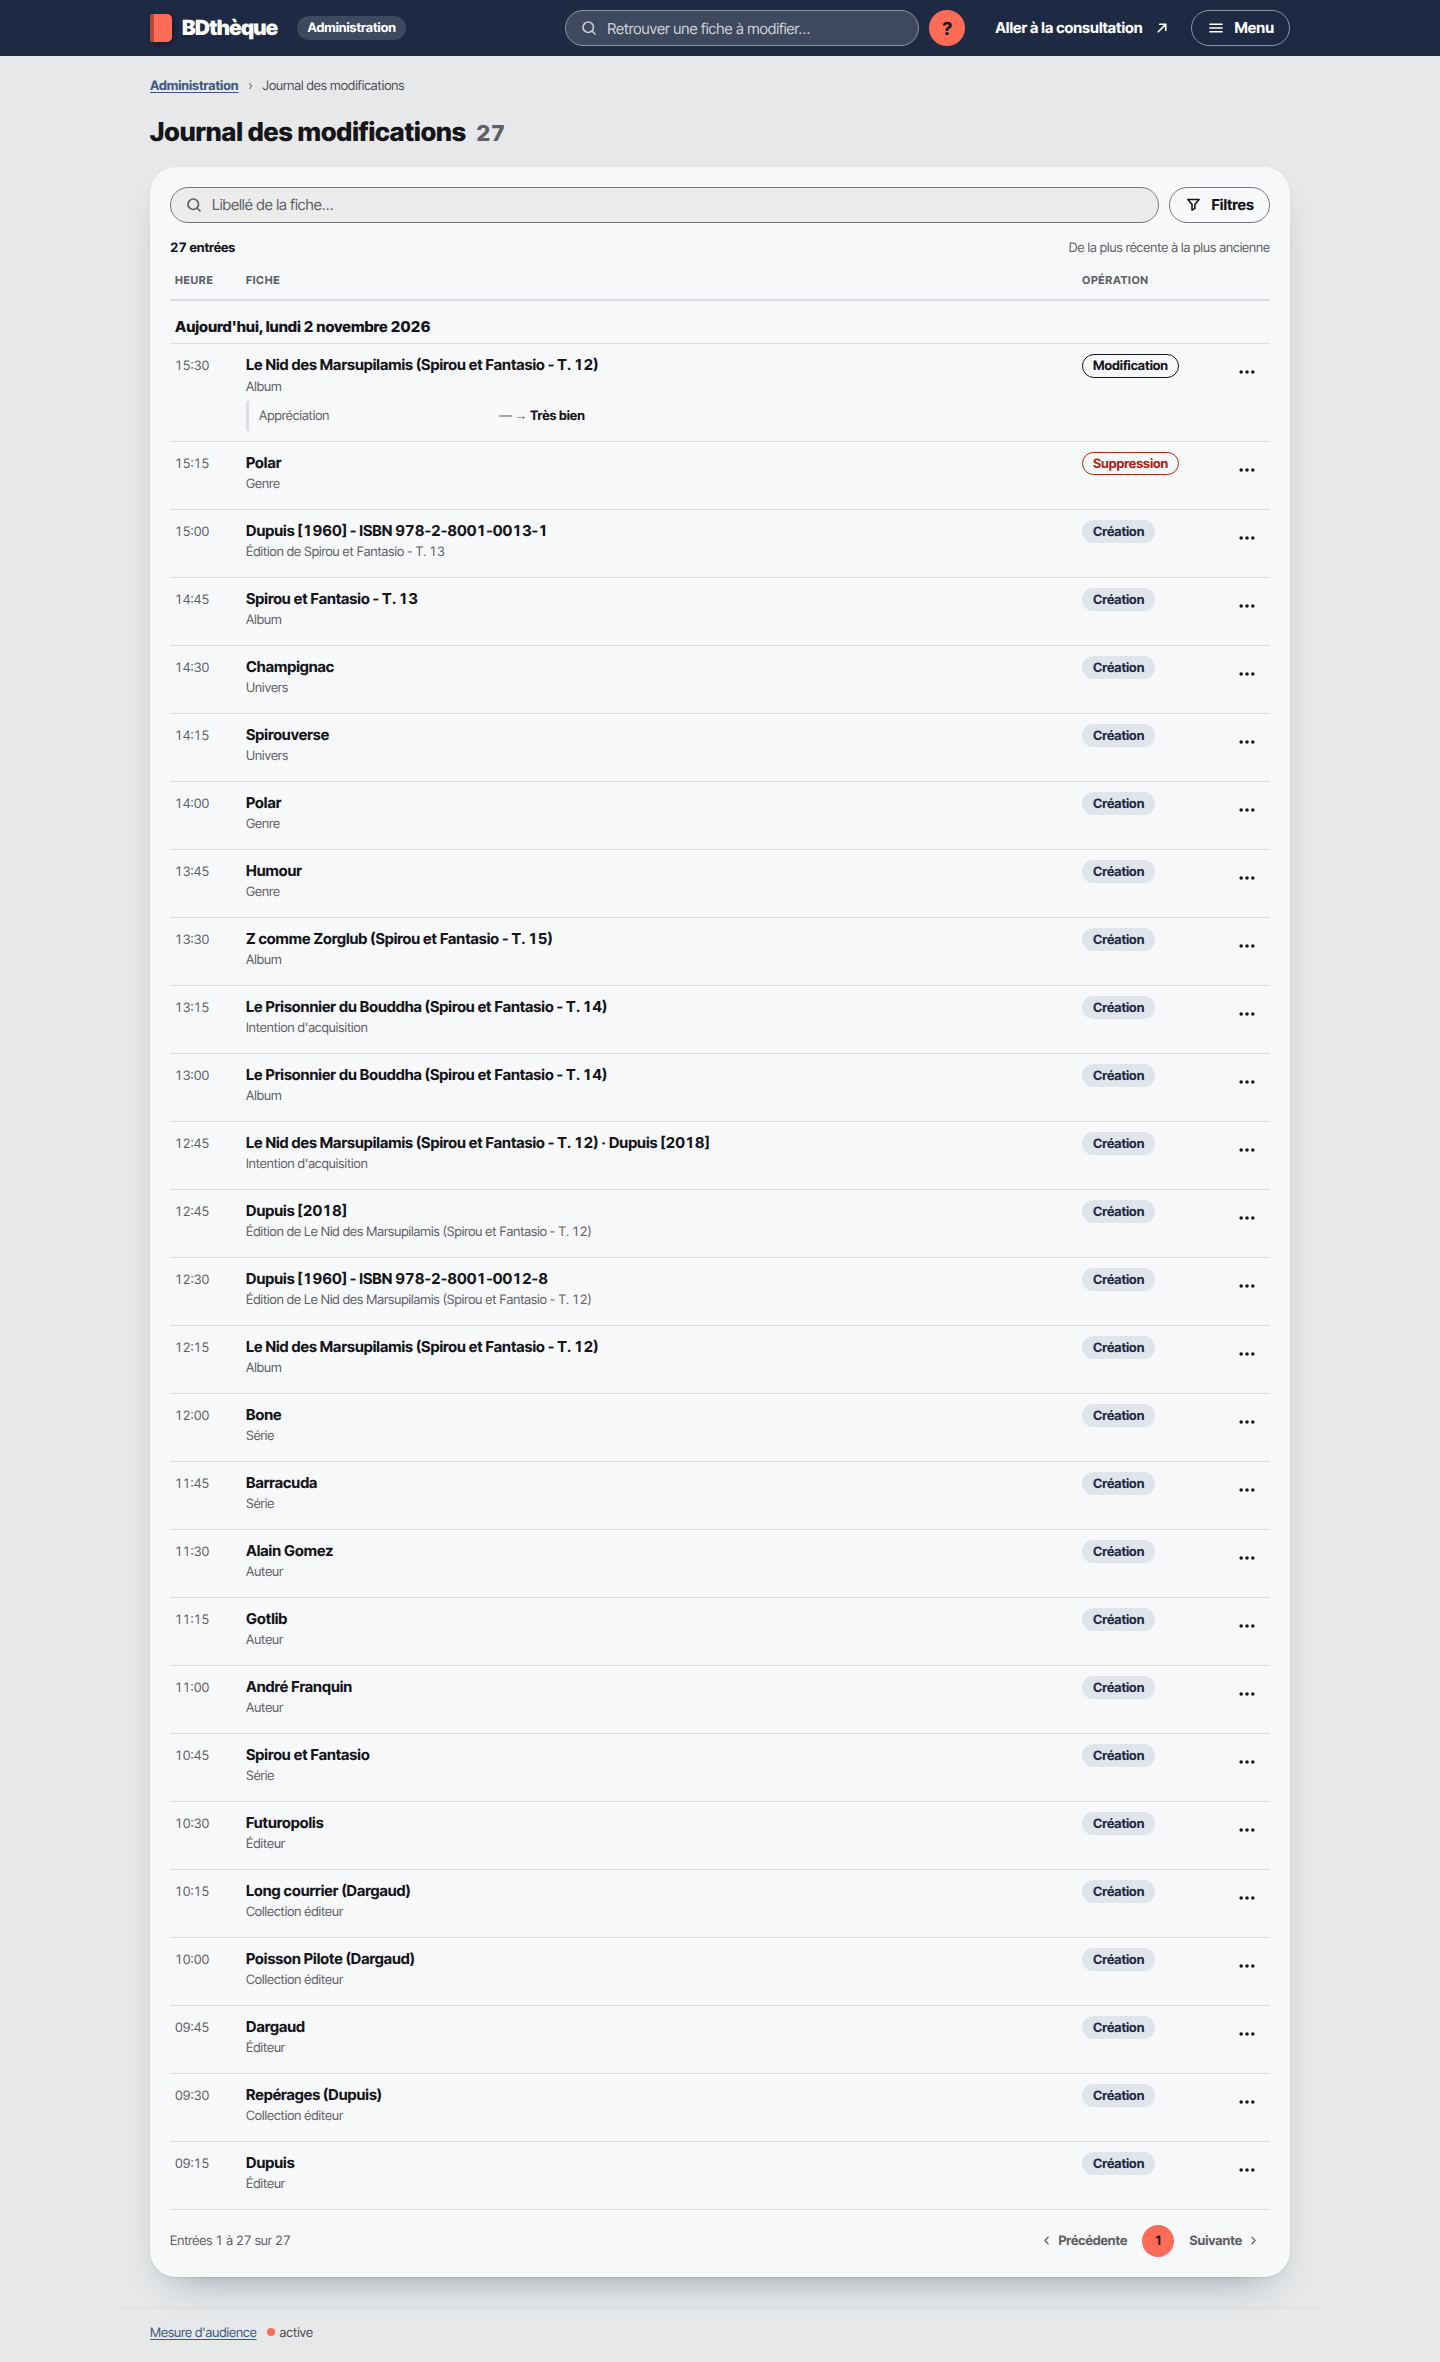 BDthèque Administration Retrouver une fiche à modifier... ? Aller à la consultation Menu
Administration › Journal des modifications
Journal des modifications 27
Libellé de la fiche... Filtres
27 entrées De la plus récente à la plus ancienne
HEURE FICHE OPÉRATION
Aujourd'hui, lundi 2 novembre 2026
15:30 Le Nid des Marsupilamis (Spirou et Fantasio - T. 12) Modification
Album
Appréciation — → Très bien
15:15 Polar Suppression
Genre
15:00 Dupuis [1960] - ISBN 978-2-8001-0013-1 Création
Édition de Spirou et Fantasio - T. 13
14:45 Spirou et Fantasio - T. 13 Création
Album
14:30 Champignac Création
Univers
14:15 Spirouverse Création
Univers
14:00 Polar Création
Genre
13:45 Humour Création
Genre
13:30 Z comme Zorglub (Spirou et Fantasio - T. 15) Création
Album
13:15 Le Prisonnier du Bouddha (Spirou et Fantasio - T. 14) Création
Intention d'acquisition
13:00 Le Prisonnier du Bouddha (Spirou et Fantasio - T. 14) Création
Album
12:45 Le Nid des Marsupilamis (Spirou et Fantasio - T. 12) · Dupuis [2018] Création
Intention d'acquisition
12:45 Dupuis [2018] Création
Édition de Le Nid des Marsupilamis (Spirou et Fantasio - T. 12)
12:30 Dupuis [1960] - ISBN 978-2-8001-0012-8 Création
Édition de Le Nid des Marsupilamis (Spirou et Fantasio - T. 12)
12:15 Le Nid des Marsupilamis (Spirou et Fantasio - T. 12) Création
Album
12:00 Bone Création
Série
11:45 Barracuda Création
Série
11:30 Alain Gomez Création
Auteur
11:15 Gotlib Création
Auteur
11:00 André Franquin Création
Auteur
10:45 Spirou et Fantasio Création
Série
10:30 Futuropolis Création
Éditeur
10:15 Long courrier (Dargaud) Création
Collection éditeur
10:00 Poisson Pilote (Dargaud) Création
Collection éditeur
09:45 Dargaud Création
Éditeur
09:30 Repérages (Dupuis) Création
Collection éditeur
09:15 Dupuis Création
Éditeur
Entrées 1 à 27 sur 27 ‹ Précédente 1 Suivante ›
Mesure d'audience active